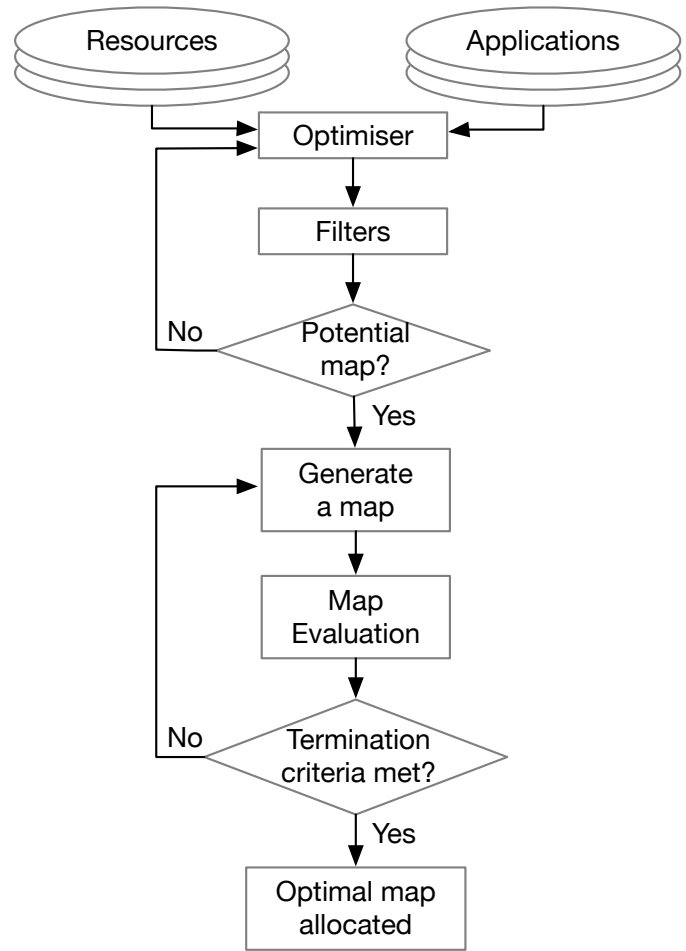 Resources
Applications
Optimiser
Filters
Potential
map?
No
Yes
Generate
a map
Map
Evaluation
Termination
criteria met?
No
Yes
Optimal map
allocated